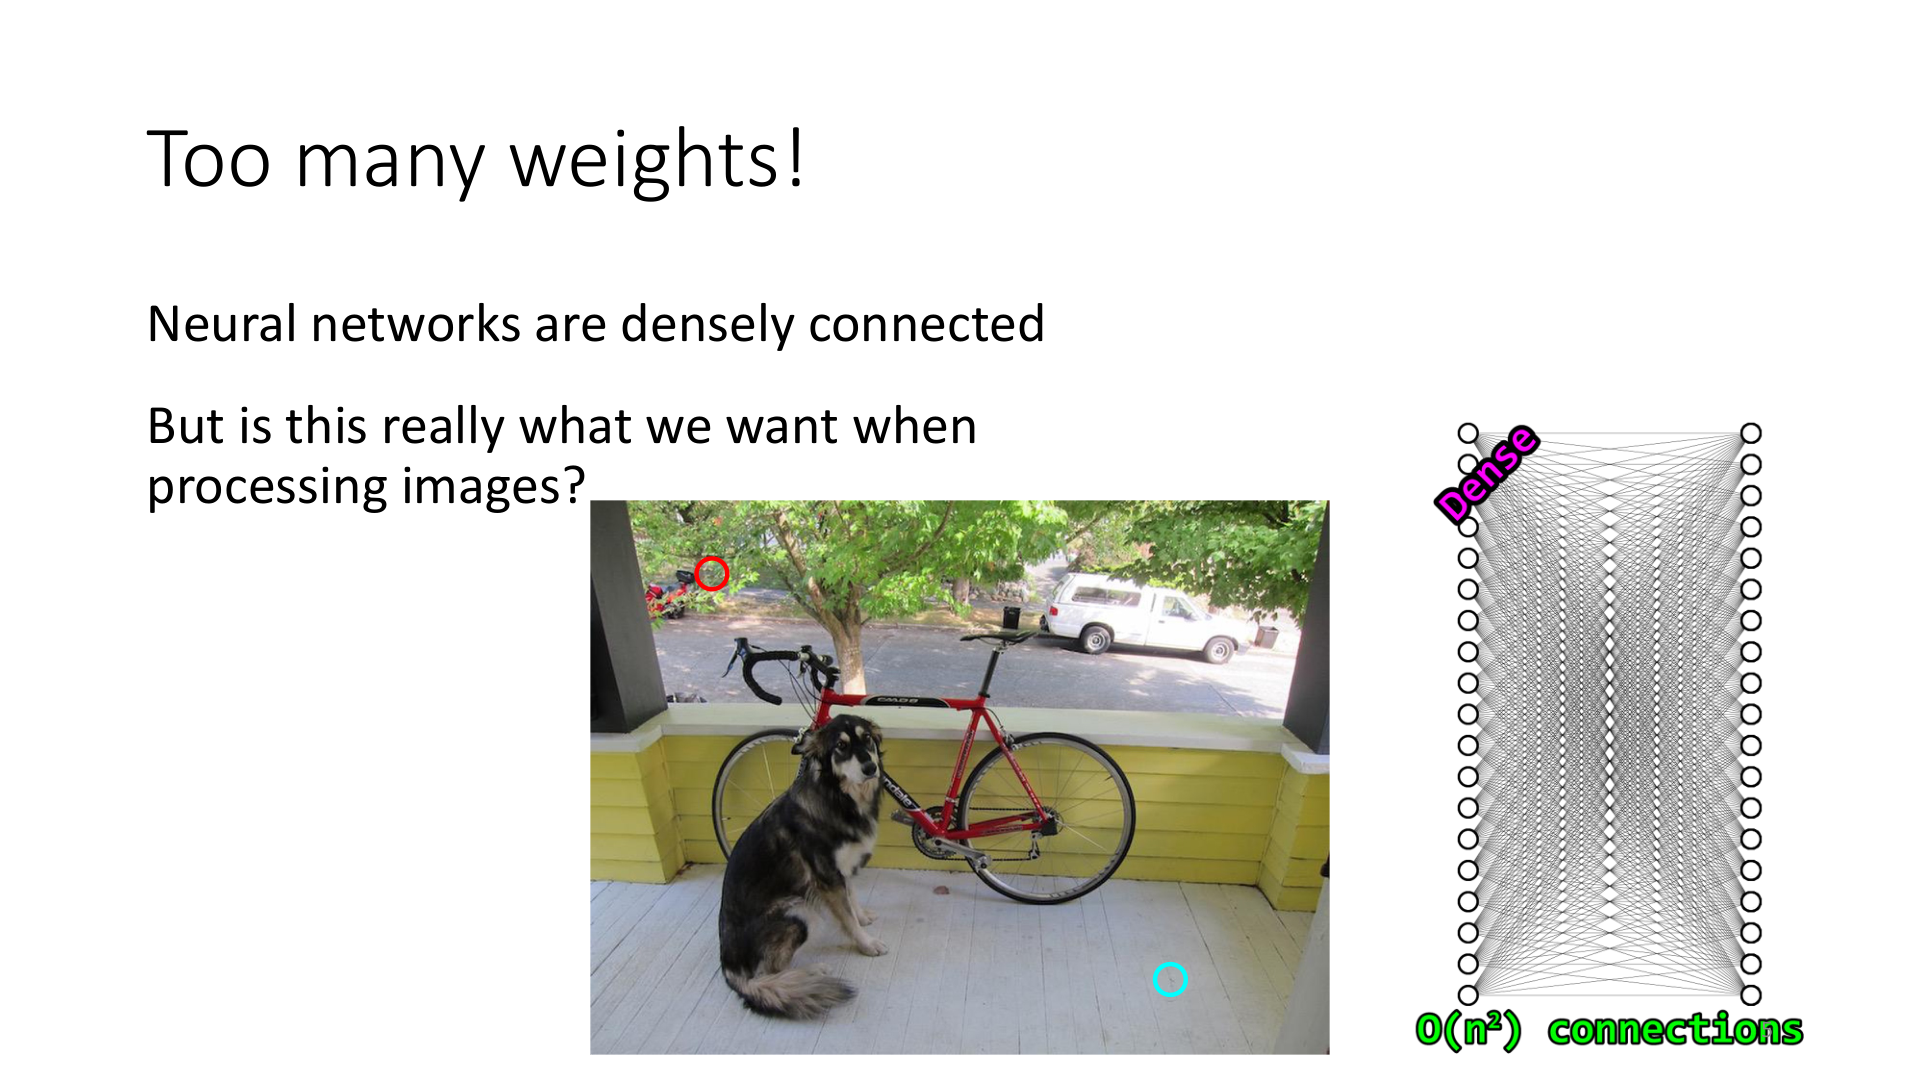 Too many weights!
Neural networks are densely connected
But is this really what we want when
processing images?
Dense
O(n²) connections